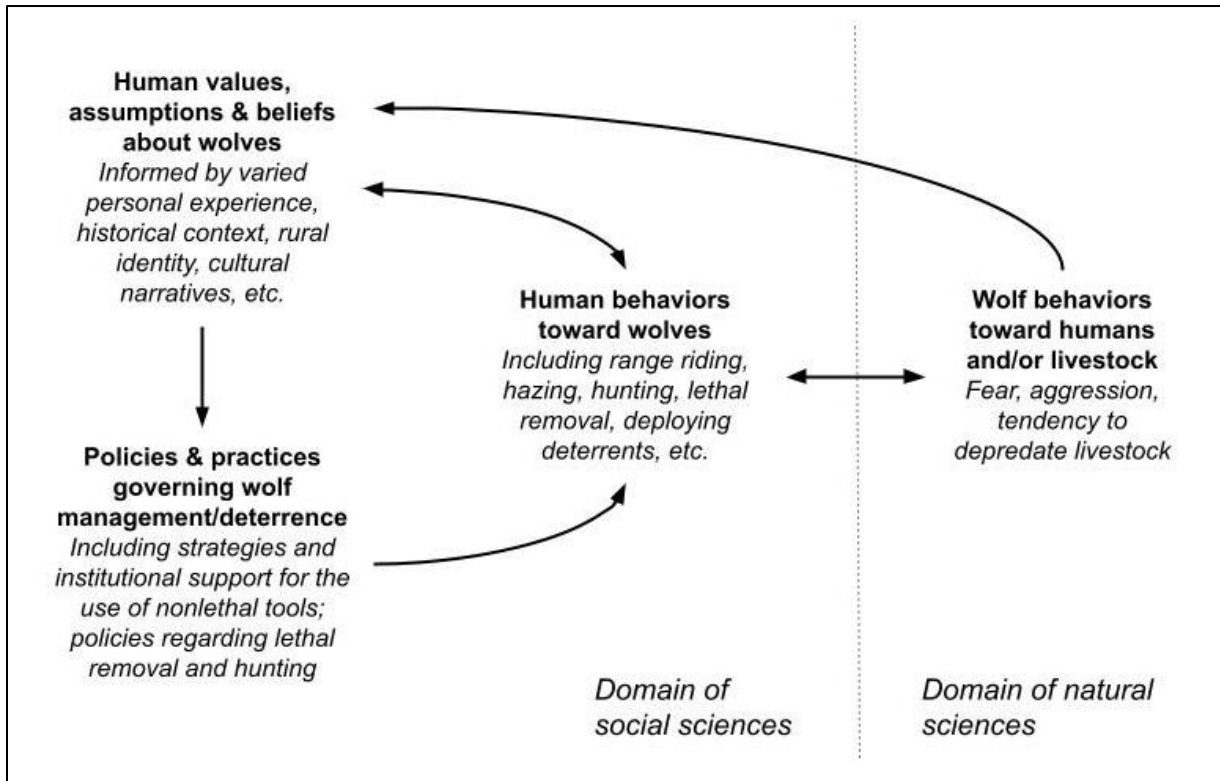 Human values,
assumptions & beliefs
about wolves
Informed by varied
personal experience,
historical context, rural
identity, cultural
narratives, etc.
Policies & practices
governing wolf
management/deterrence
Including strategies and
institutional support for the
use of nonlethal tools;
policies regarding lethal
removal and hunting
Human behaviors
toward wolves
Including range riding,
hazing, hunting, lethal
removal, deploying
deterrents, etc.
Wolf behaviors
toward humans
and/or livestock
Fear, aggression,
tendency to
depredate livestock
Domain of
social sciences
Domain of natural
sciences